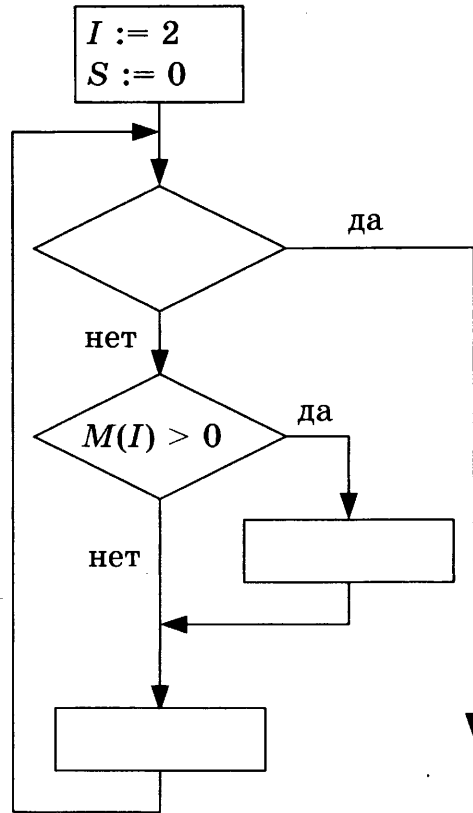 I := 2
S := 0
да
нет
M(I) > 0
да
нет